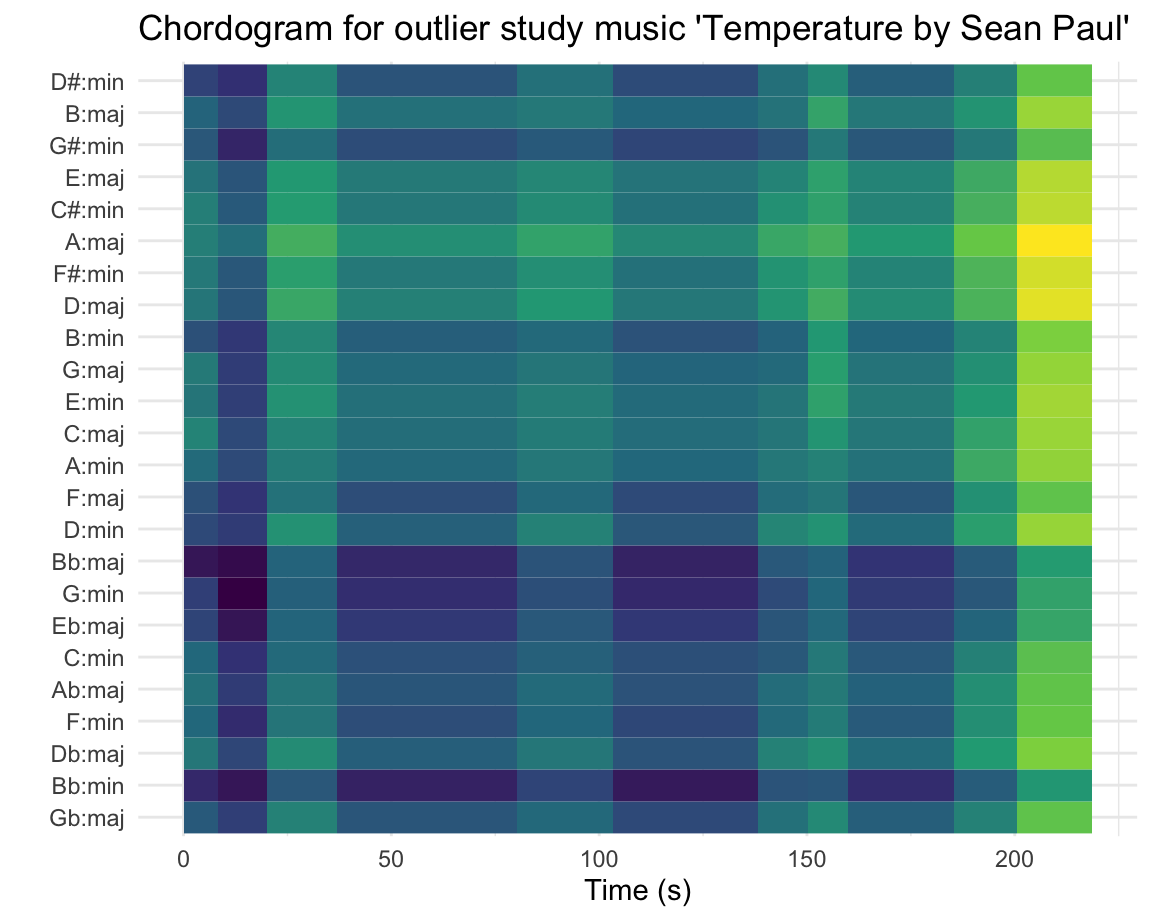 Chordogram for outlier study music 'Temperature by Sean Paul'
D#:min
B:maj
G#:min
E:maj
C#:min
A:maj
F#:min
D:maj
B:min
G:maj
E:min
C:maj
A:min
F:maj
D:min
Bb:maj
G:min
Eb:maj
C:min
Ab:maj
F:min
Db:maj
Bb:min
Gb:maj
0 50 100 150 200
Time (s)